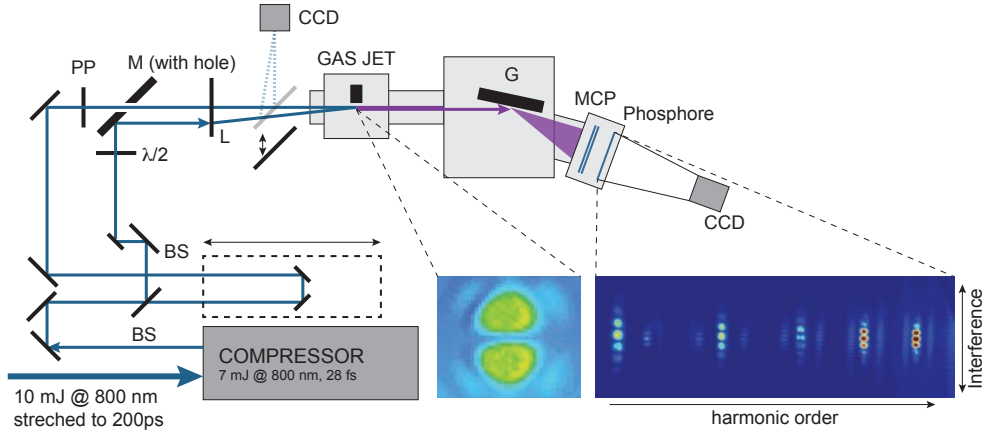 CCD
GAS JET
M (with hole)
PP
G
MCP
Phosphore
L
λ/2
CCD
BS
BS
COMPRESSOR
7 mJ @ 800 nm, 28 fs
10 mJ @ 800 nm
streched to 200ps
Interference
harmonic order